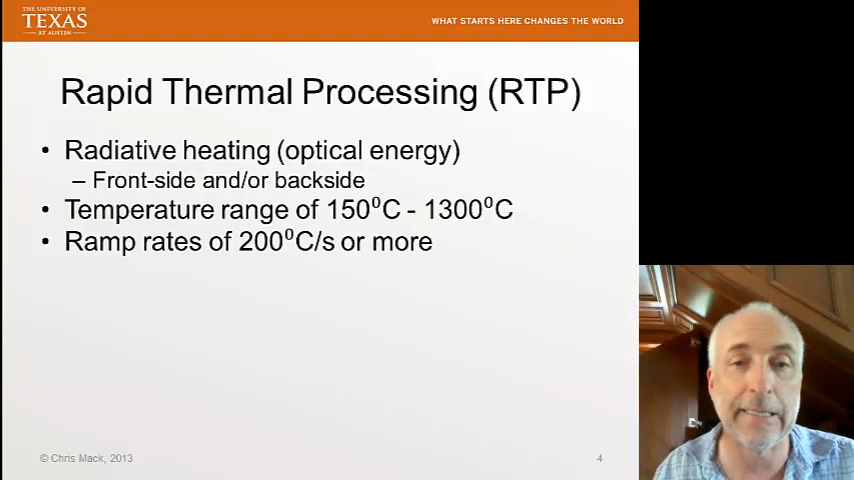 THE UNIVERSITY OF
TEXAS
AT AUSTIN
WHAT STARTS HERE CHANGES THE WORLD
Rapid Thermal Processing (RTP)
• Radiative heating (optical energy)
– Front-side and/or backside
• Temperature range of 150⁰C - 1300⁰C
• Ramp rates of 200⁰C/s or more
© Chris Mack, 2013
4